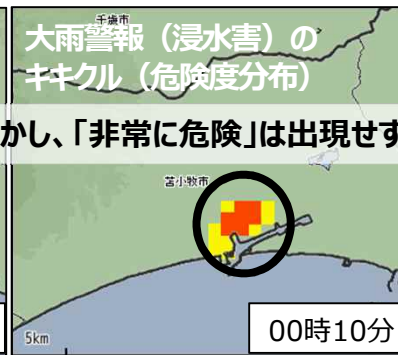 千歳市
大雨警報（浸水害）の
キキクル（危険度分布）
かし、「非常に危険」は出現せず
苫小牧市
5km
00時10分